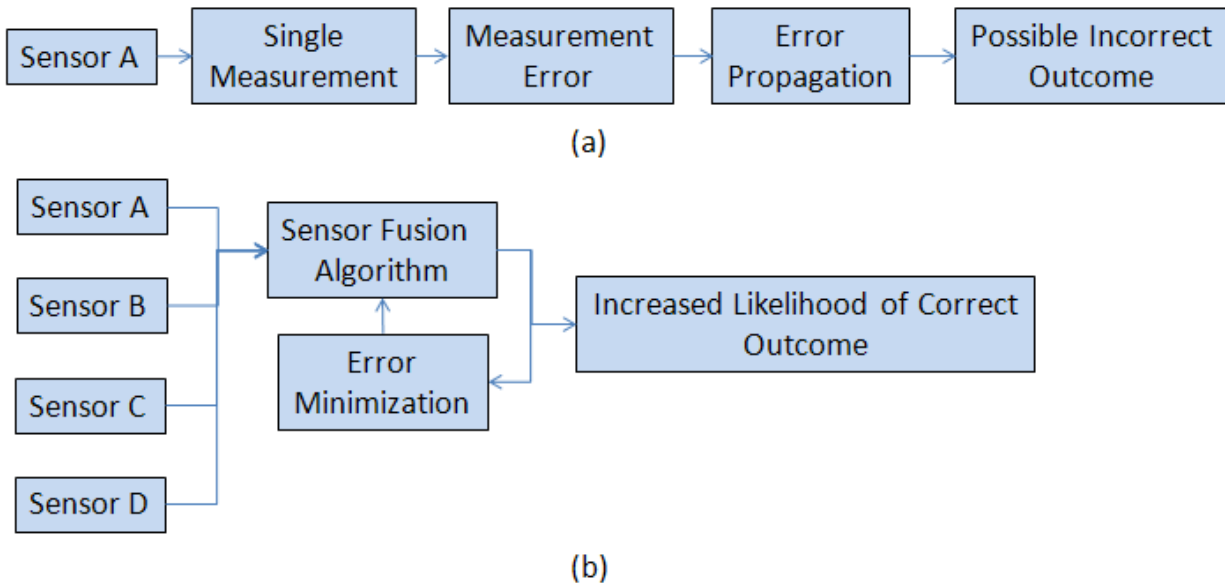 Sensor A
Single
Measurement
Measurement
Error
Error
Propagation
Possible Incorrect
Outcome
(a)
Sensor A
Sensor B
Sensor C
Sensor D
Sensor Fusion
Algorithm
Error
Minimization
Increased Likelihood of Correct
Outcome
(b)